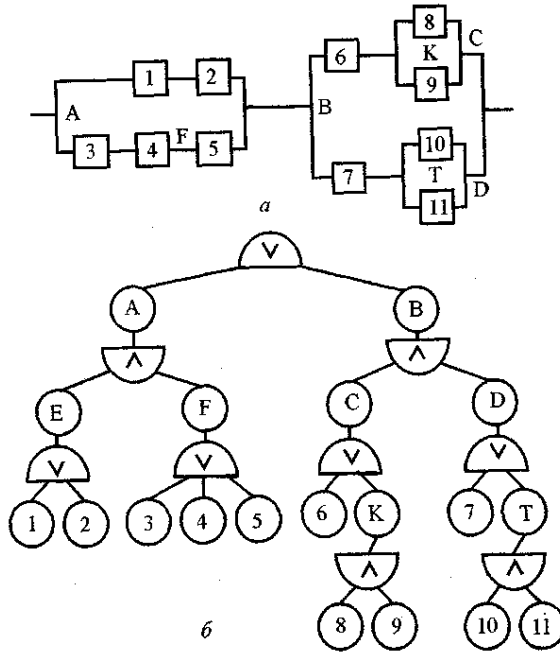 8 C
6 K
1 2 9
A B
3 4 F 5 10
7 T
11 D
а
∨
A B
∧ ∧
E F C D
∨ ∨ ∨ ∨
1 2 3 4 5 6 K 7 T
∧ ∧
8 9 10 11
б